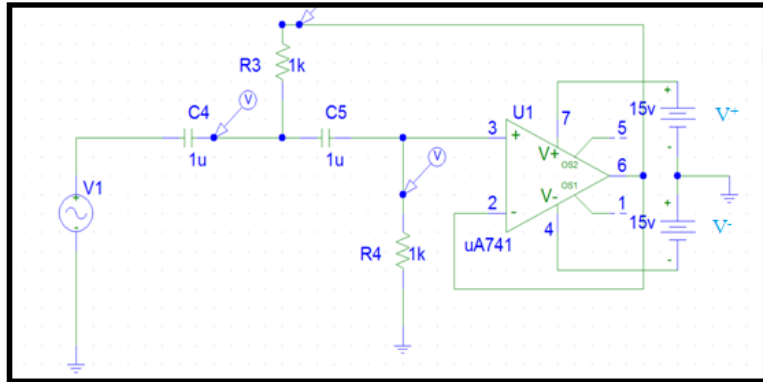 R3
1k
V
C4
1u
C5
1u
V1
+
-
V
R4
1k
U1
3
+
2
-
7
V+
5
OS2
6
OS1
V-
1
4
uA741
+
15v
-
V+
+
15v
-
V-